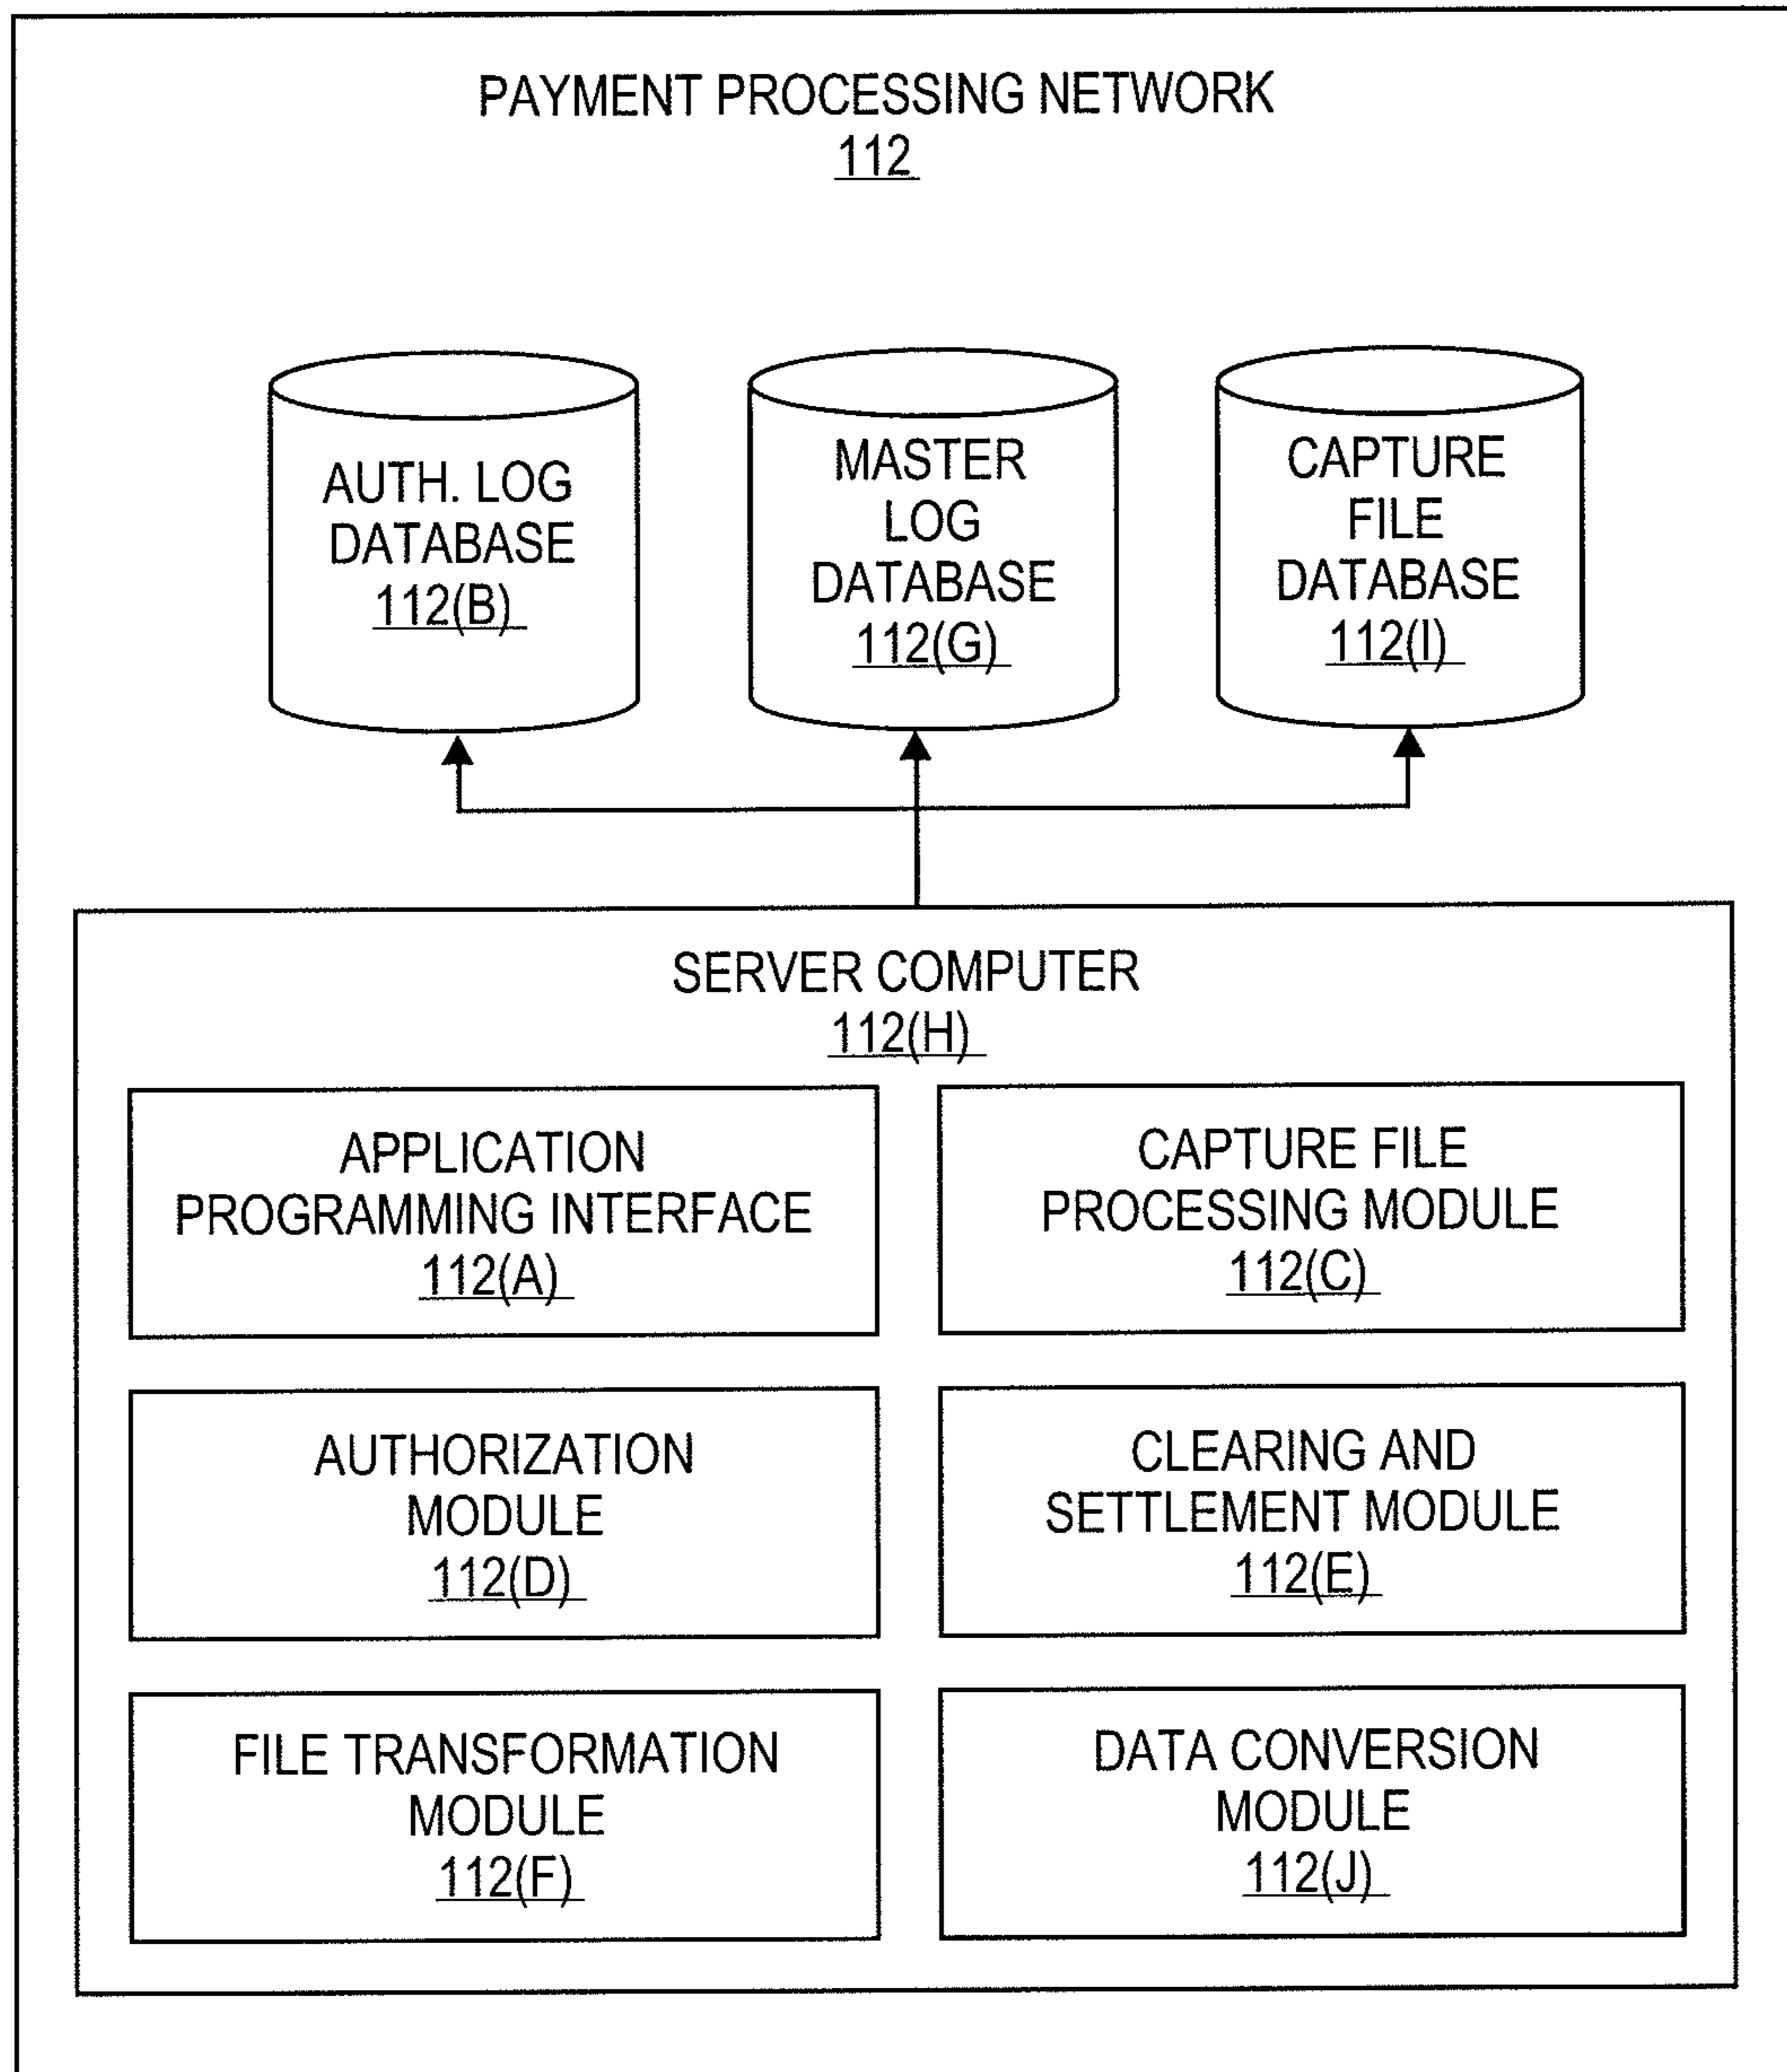 PAYMENT PROCESSING NETWORK
112
AUTH. LOG
DATABASE
112(B)
MASTER
LOG
DATABASE
112(G)
CAPTURE
FILE
DATABASE
112(I)
SERVER COMPUTER
112(H)
APPLICATION
PROGRAMMING INTERFACE
112(A)
CAPTURE FILE
PROCESSING MODULE
112(C)
AUTHORIZATION
MODULE
112(D)
CLEARING AND
SETTLEMENT MODULE
112(E)
FILE TRANSFORMATION
MODULE
112(F)
DATA CONVERSION
MODULE
112(J)